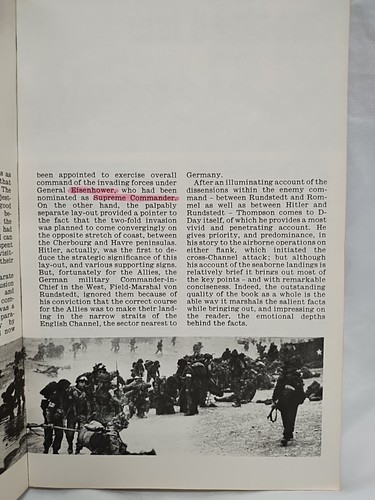 been appointed to exercise overall
command of the invading forces under
General Eisenhower, who had been
nominated as Supreme Commander.
On the other hand, the palpably
separate lay-out provided a pointer to
the fact that the two-fold invasion
was planned to come convergingly on
the opposite stretch of coast, between
the Cherbourg and Havre peninsulas.
Hitler, actually, was the first to de-
duce the strategic significance of this
lay-out, and various supporting signs.
But, fortunately for the Allies, the
German military Commander-in-
Chief in the West, Field-Marshal von
Rundstedt, ignored them because of
his conviction that the correct course
for the Allies was to make their land-
ing in the narrow straits of the
English Channel, the sector nearest to
Germany.
After an illuminating account of the
dissensions within the enemy com-
mand – between Rundstedt and Rom-
mel as well as between Hitler and
Rundstedt – Thompson comes to D-
Day itself, of which he provides a most
vivid and penetrating account. He
gives priority, and predominance, in
his story to the airborne operations on
either flank, which initiated the
cross-Channel attack; but although
his account of the seaborne landings is
relatively brief it brings out most of
the key points – and with remarkable
conciseness. Indeed, the outstanding
quality of the book as a whole is the
able way it marshals the salient facts
while bringing out, and impressing on
the reader, the emotional depths
behind the facts.